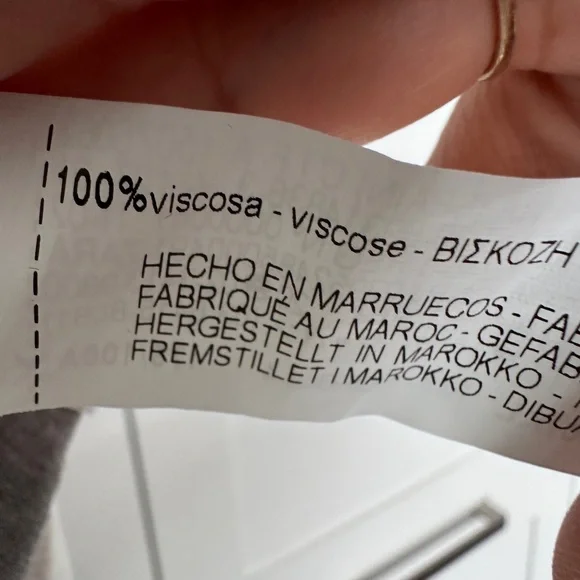 100% viscosa - viscose - ΒΙΣΚΟΖΗ
HECHO EN MARRUECOS -
FABRIQUÉ AU MAROC -
HERGESTELLT IN MAROKKO -
FREMSTILLET I MAROKKO -